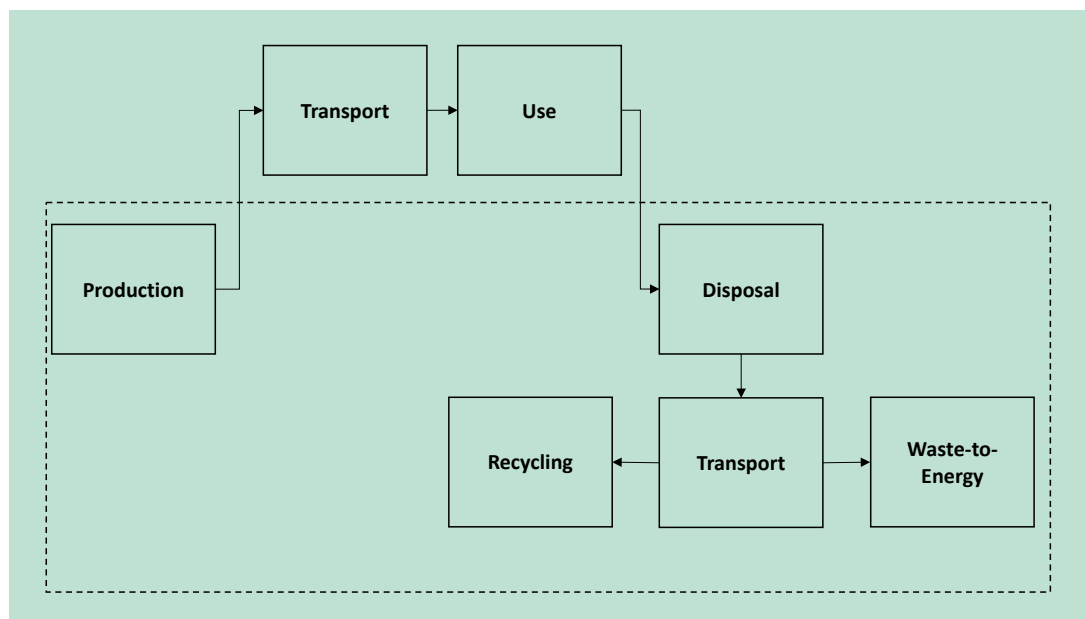 Transport
Use
Production
Disposal
Recycling
Transport
Waste-to-
Energy